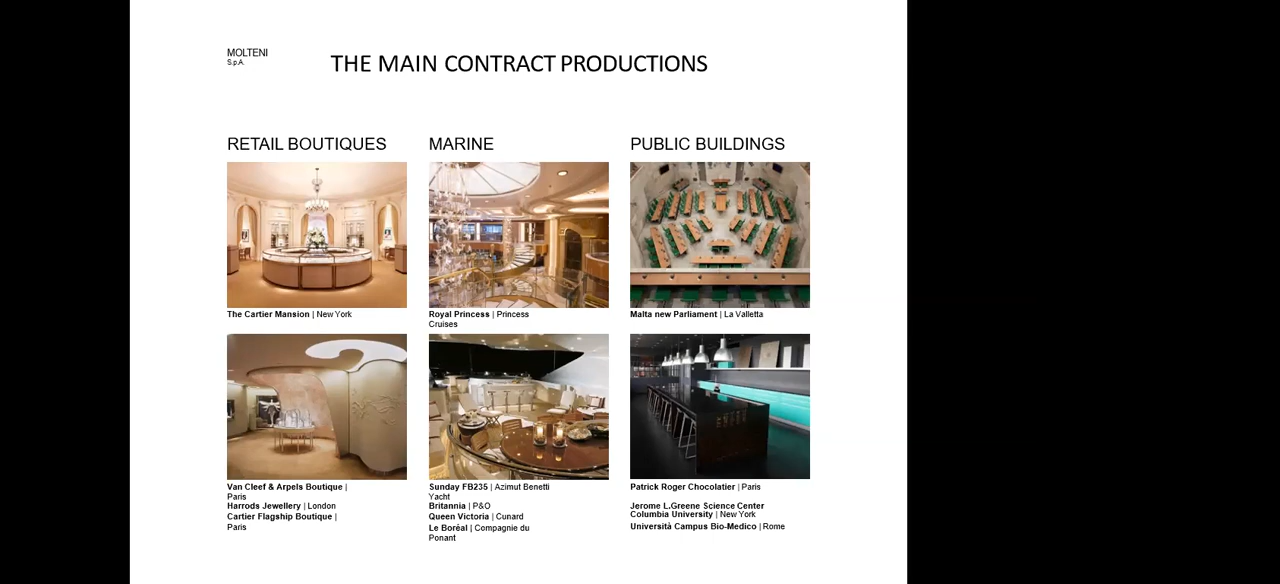 MOLTENI
S.p.A.
THE MAIN CONTRACT PRODUCTIONS
RETAIL BOUTIQUES
The Cartier Mansion | New York
Van Cleef & Arpels Boutique |
Paris
Harrods Jewellery | London
Cartier Flagship Boutique |
Paris
MARINE
Royal Princess | Princess
Cruises
Sunday FB235 | Azimut Benetti
Yacht
Britannia | P&O
Queen Victoria | Cunard
Le Boréal | Compagnie du
Ponant
PUBLIC BUILDINGS
Malta new Parliament | La Valletta
Patrick Roger Chocolatier | Paris
Jerome L.Greene Science Center
Columbia University | New York
Università Campus Bio-Medico | Rome